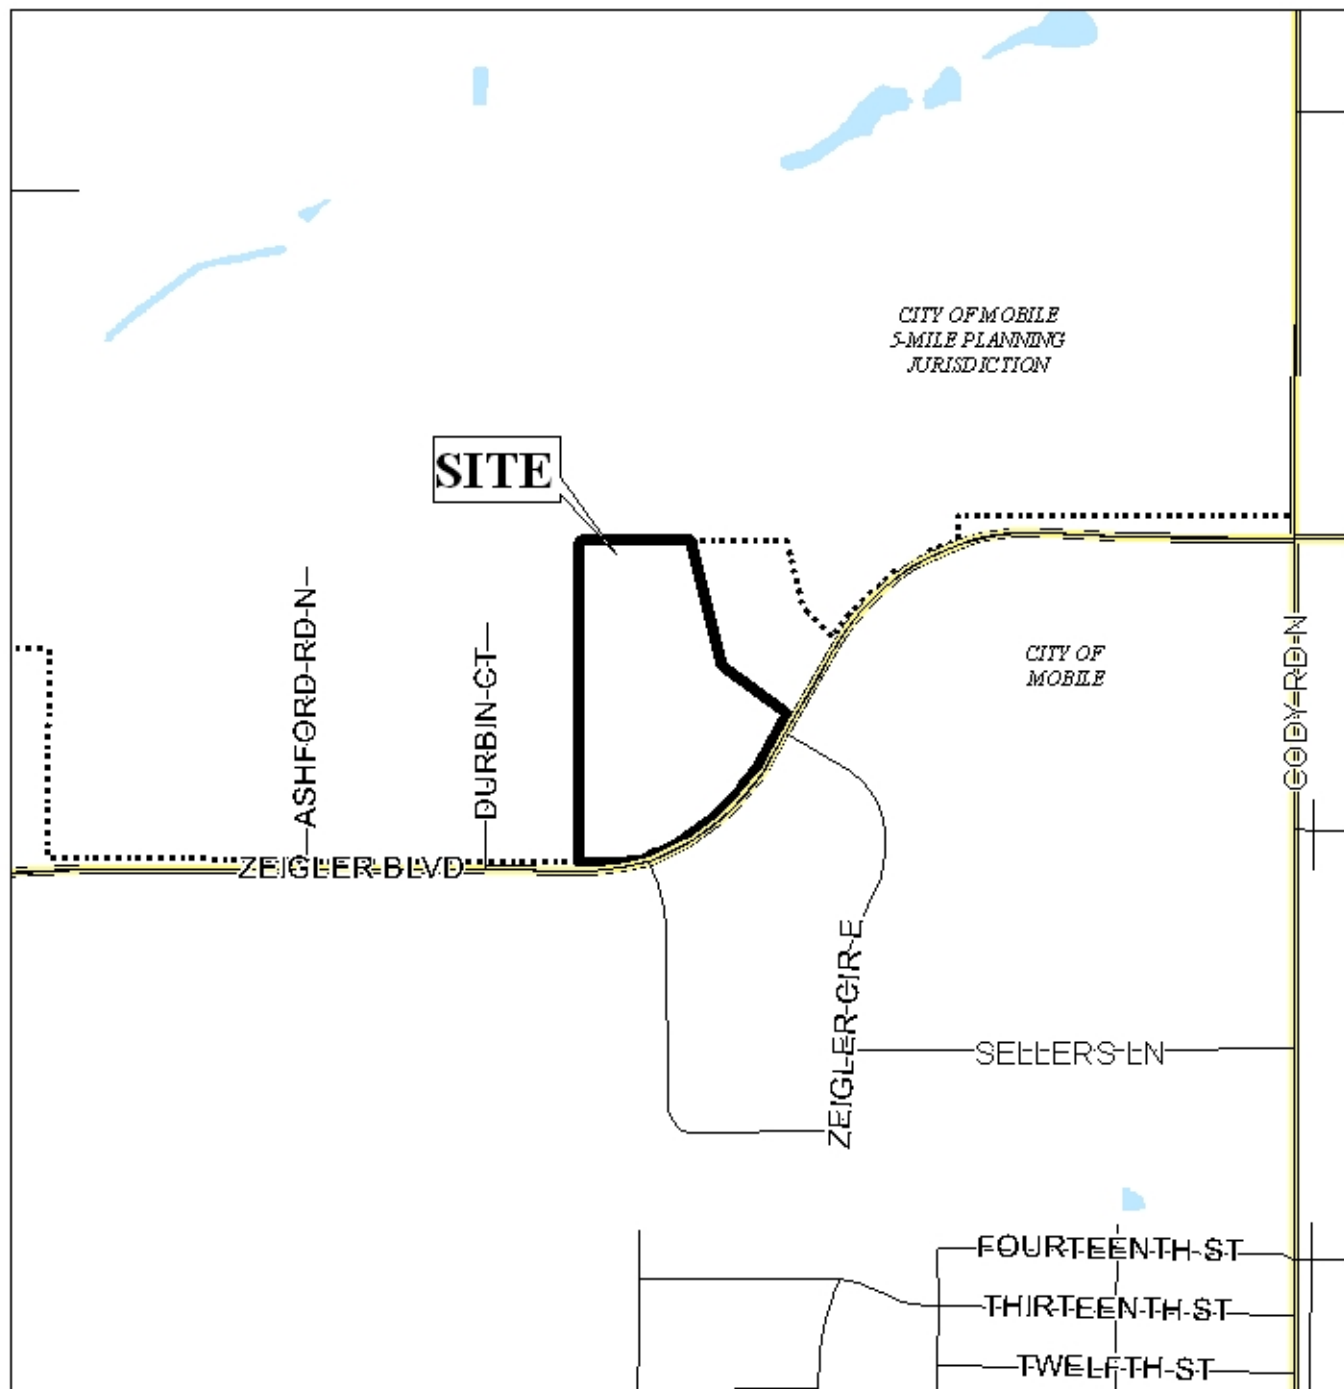 CITY OF MOBILE
5-MILE PLANNING
JURISDICTION
SITE
CITY OF
MOBILE
ASHFORD RD N
DURBIN CT
CODY RD N
ZEIGLER BLVD
ZEIGLER CIR E
SELLERS LN
FOURTEENTH ST
THIRTEENTH ST
TWELFTH ST